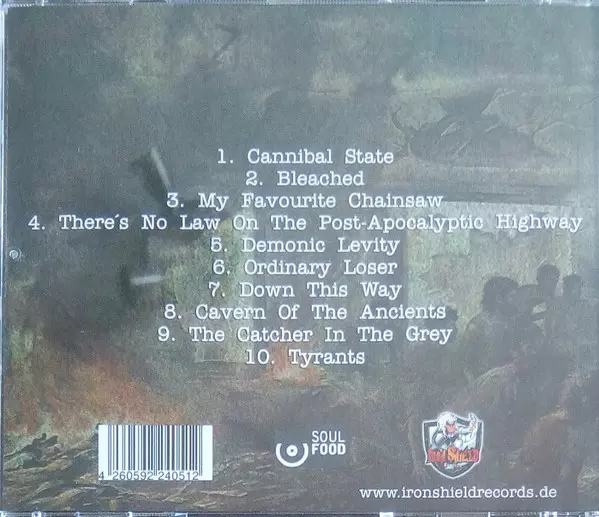 1. Cannibal State
2. Bleached
3. My Favourite Chainsaw
4. There´s No Law On The Post-Apocalyptic Highway
5. Demonic Levity
6. Ordinary Loser
7. Down This Way
8. Cavern Of The Ancients
9. The Catcher In The Grey
10. Tyrants
4 260592 240512
SOUL
FOOD
Iron Shield
www.ironshieldrecords.de